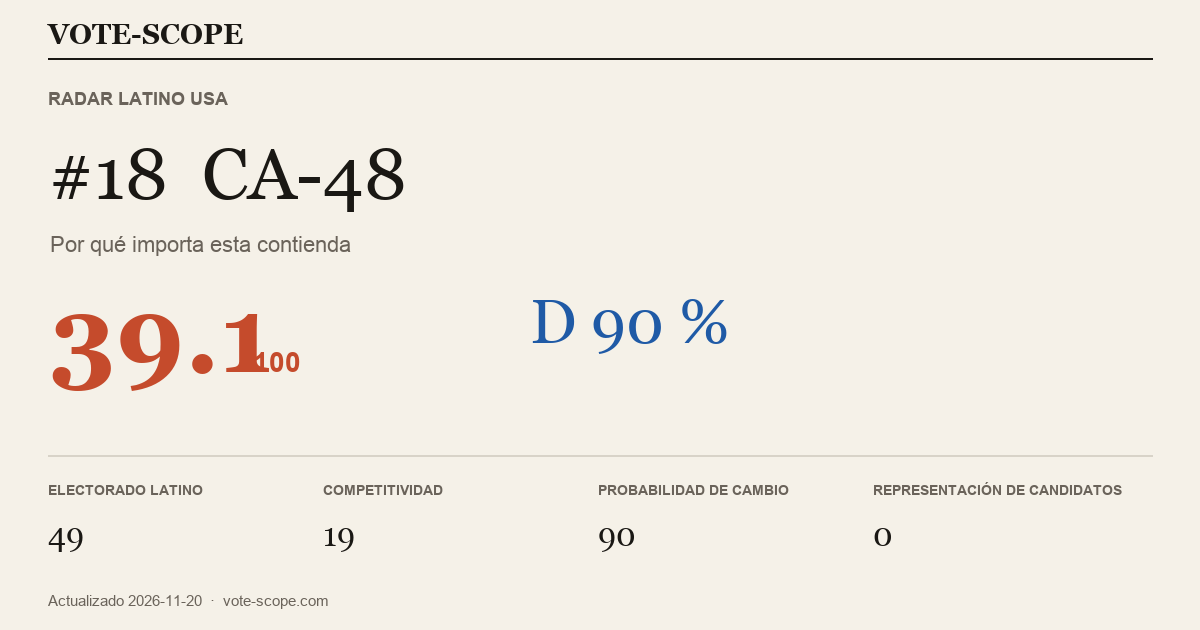 VOTE-SCOPE
RADAR LATINO USA
#18 CA-48
Por qué importa esta contienda
39.1
100
D 90 %
ELECTORADO LATINO
COMPETITIVIDAD
PROBABILIDAD DE CAMBIO
REPRESENTACIÓN DE CANDIDATOS
49
19
90
0
Actualizado 2026-11-20 · vote-scope.com